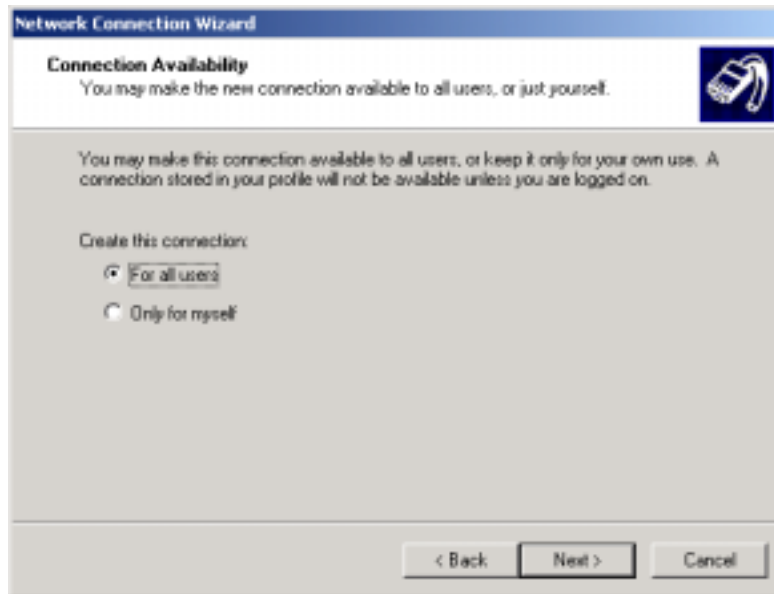 Network Connection Wizard
Connection Availability
You may make the new connection available to all users, or just yourself.
You may make this connection available to all users, or keep it only for your own use. A
connection stored in your profile will not be available unless you are logged on.
Create this connection:
For all users
Only for myself
< Back Next > Cancel